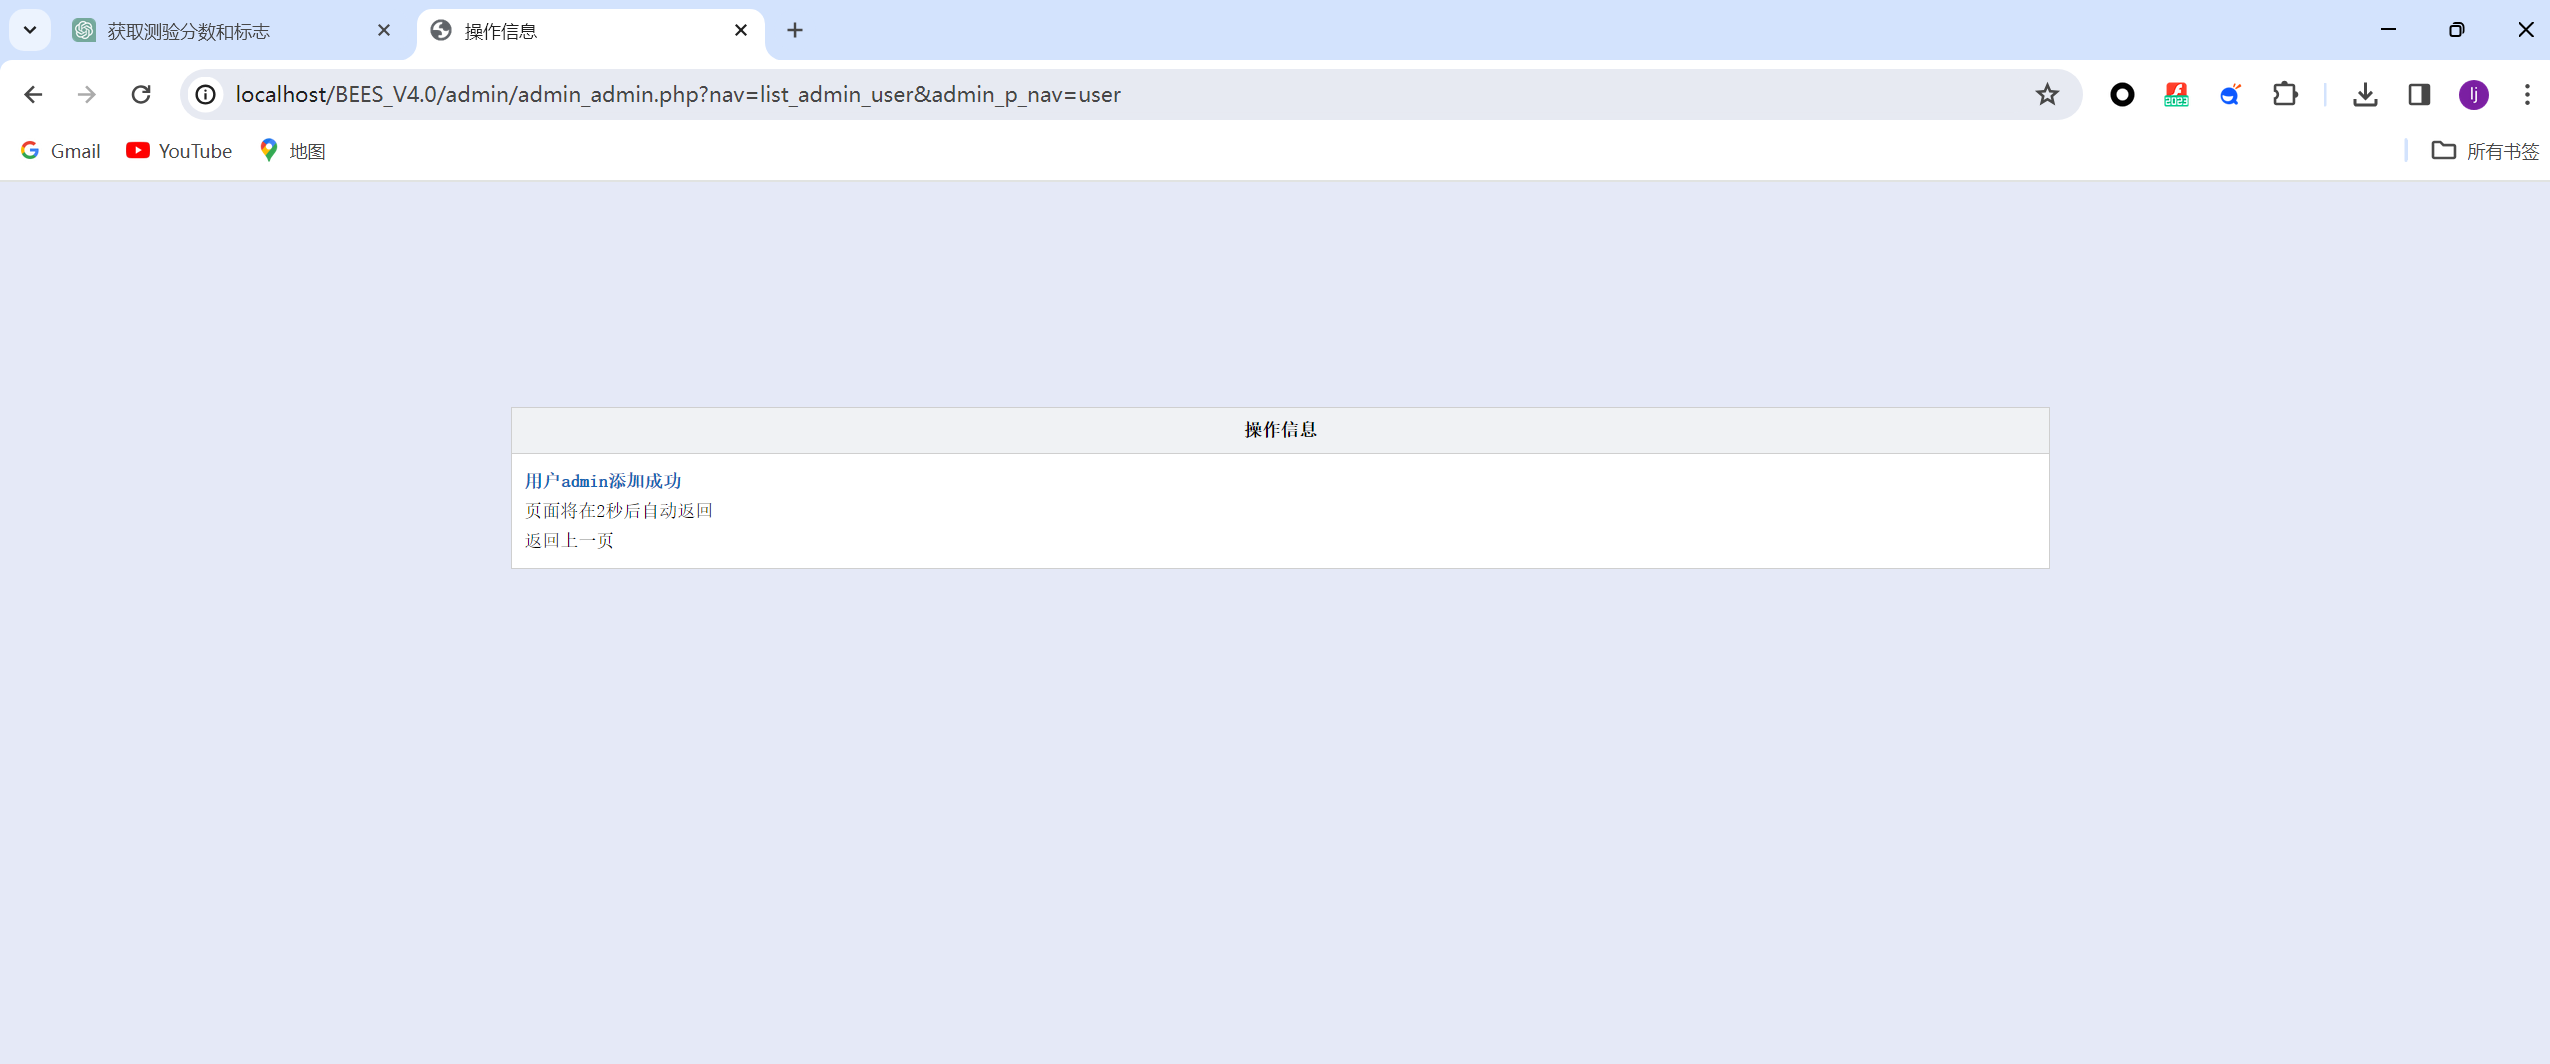 获取测验分数和标志
操作信息
localhost/BEES_V4.0/admin/admin_admin.php?nav=list_admin_user&admin_p_nav=user
2023
lj
Gmail
YouTube
地图
所有书签
操作信息
用户admin添加成功
页面将在2秒后自动返回
返回上一页